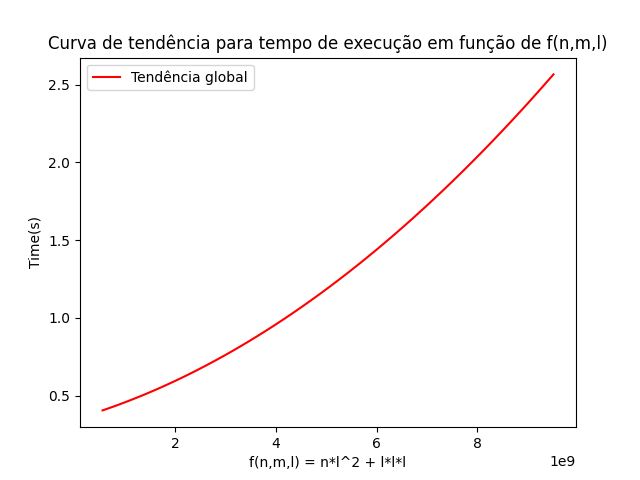 Curva de tendência para tempo de execução em função de f(n,m,l)
Tendência global
2.5
2.0
1.5
1.0
0.5
Time(s)
2
4
6
8
1e9
f(n,m,l) = n*l^2 + l*l*l